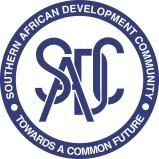 SOUTHERN AFRICAN DEVELOPMENT COMMUNITY
SADC
TOWARDS A COMMON FUTURE